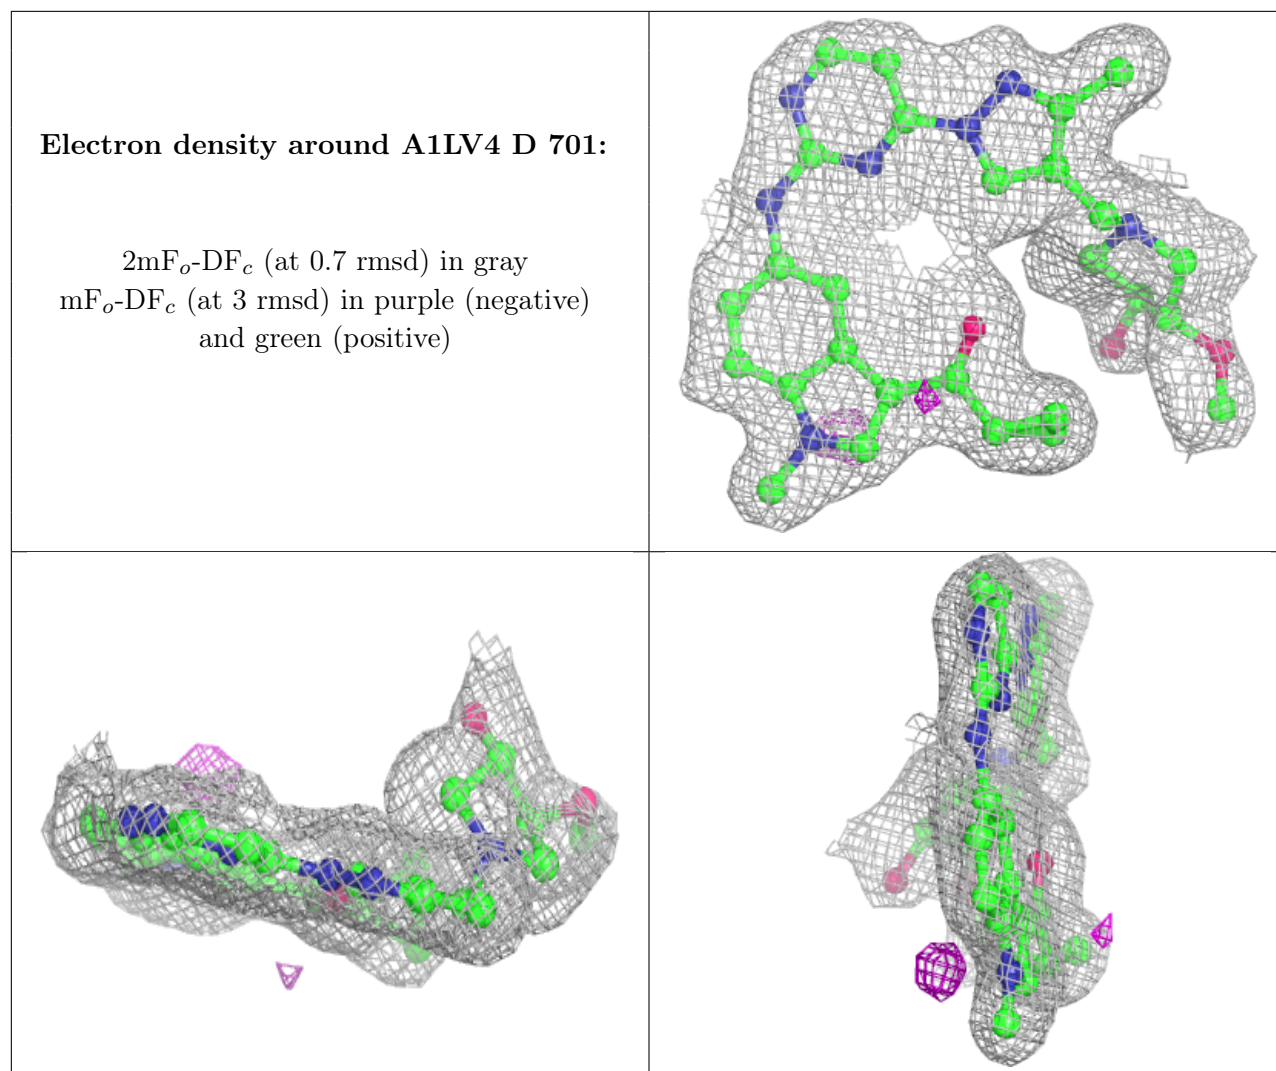 Electron density around A1LV4 D 701:
2mFo-DFc (at 0.7 rmsd) in gray
mFo-DFc (at 3 rmsd) in purple (negative)
and green (positive)